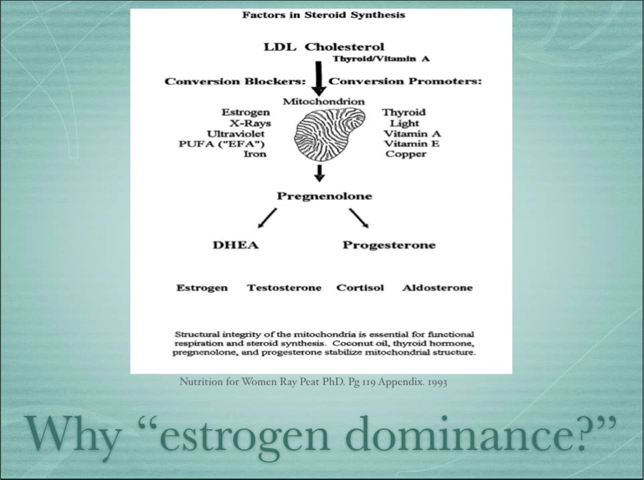 Factors in Steroid Synthesis
LDL Cholesterol
Thyroid/Vitamin A
Conversion Blockers: Conversion Promoters:
Mitochondrion
Estrogen Thyroid
X-Rays Light
Ultraviolet Vitamin A
PUFA ("EFA") Vitamin E
Iron Copper
Pregnenolone
DHEA Progesterone
Estrogen Testosterone Cortisol Aldosterone
Structural integrity of the mitochondria is essential for functional
respiration and steroid synthesis. Coconut oil, thyroid hormone,
pregnenolone, and progesterone stabilize mitochondrial structure.
Nutrition for Women Ray Peat PhD. Pg 119 Appendix. 1993
Why “estrogen dominance?”